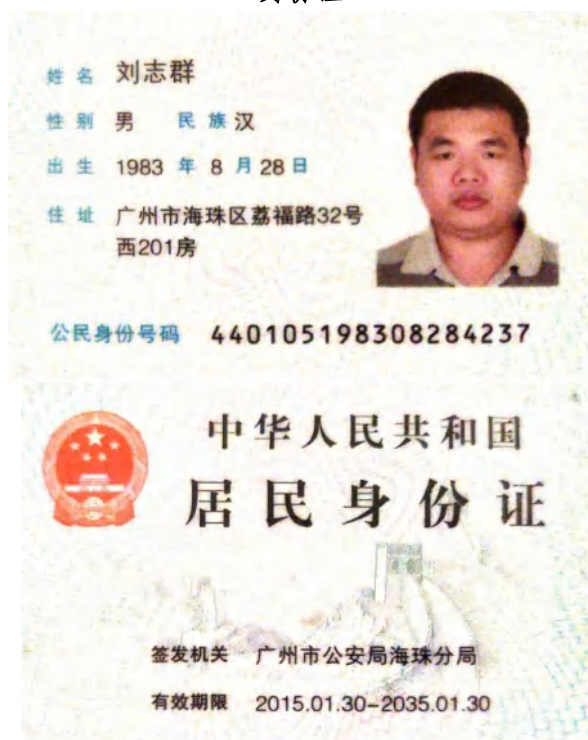 姓名 刘志群
性别 男 民族 汉
出生 1983 年 8 月 28 日
住址 广州市海珠区荔福路32号
西201房
公民身份号码 440105198308284237
中华人民共和国
居民身份证
签发机关 广州市公安局海珠分局
有效期限 2015.01.30-2035.01.30